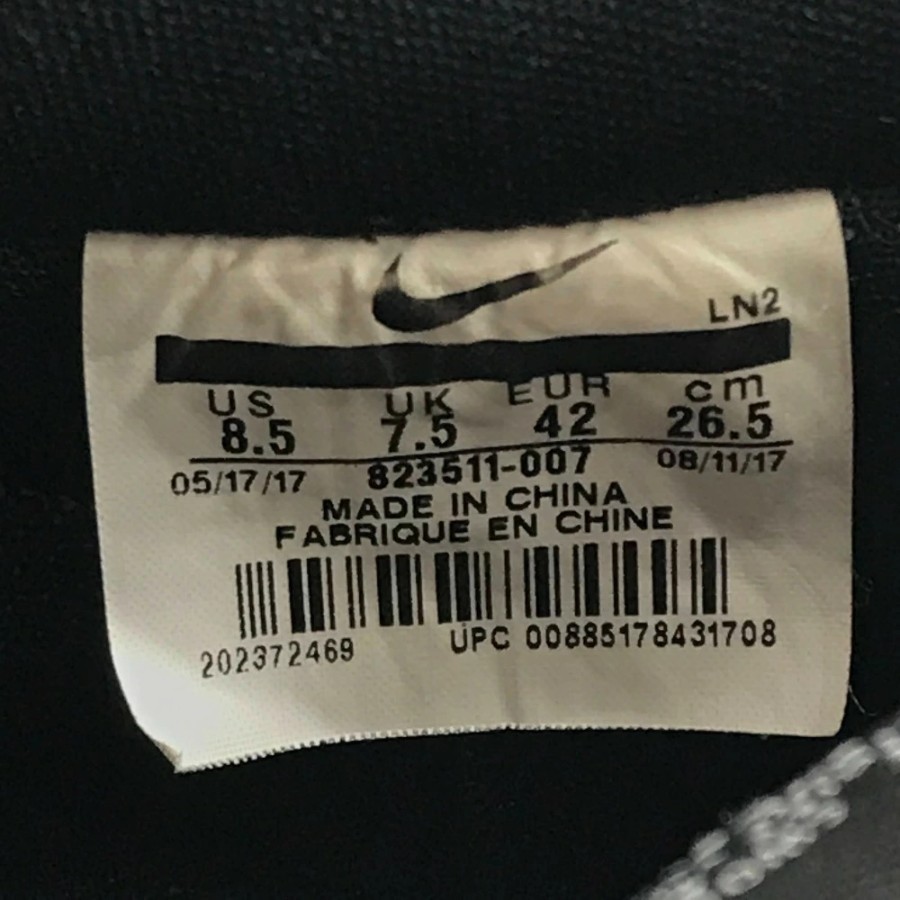 LN2
US UK EUR cm
8.5 7.5 42 26.5
05/17/17 823511-007 08/11/17
MADE IN CHINA
FABRIQUE EN CHINE
202372469 UPC 00885178431708